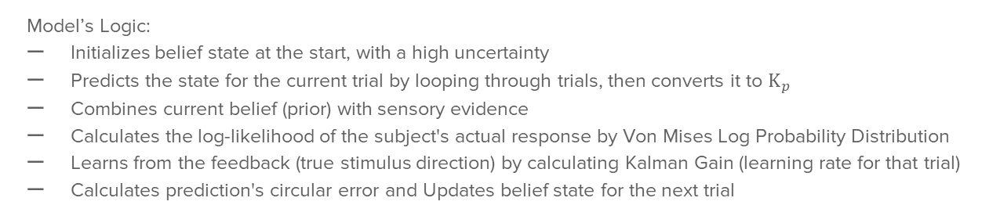 Model’s Logic:
— Initializes belief state at the start, with a high uncertainty
— Predicts the state for the current trial by looping through trials, then converts it to Kₚ
— Combines current belief (prior) with sensory evidence
— Calculates the log-likelihood of the subject's actual response by Von Mises Log Probability Distribution
— Learns from the feedback (true stimulus direction) by calculating Kalman Gain (learning rate for that trial)
— Calculates prediction's circular error and Updates belief state for the next trial